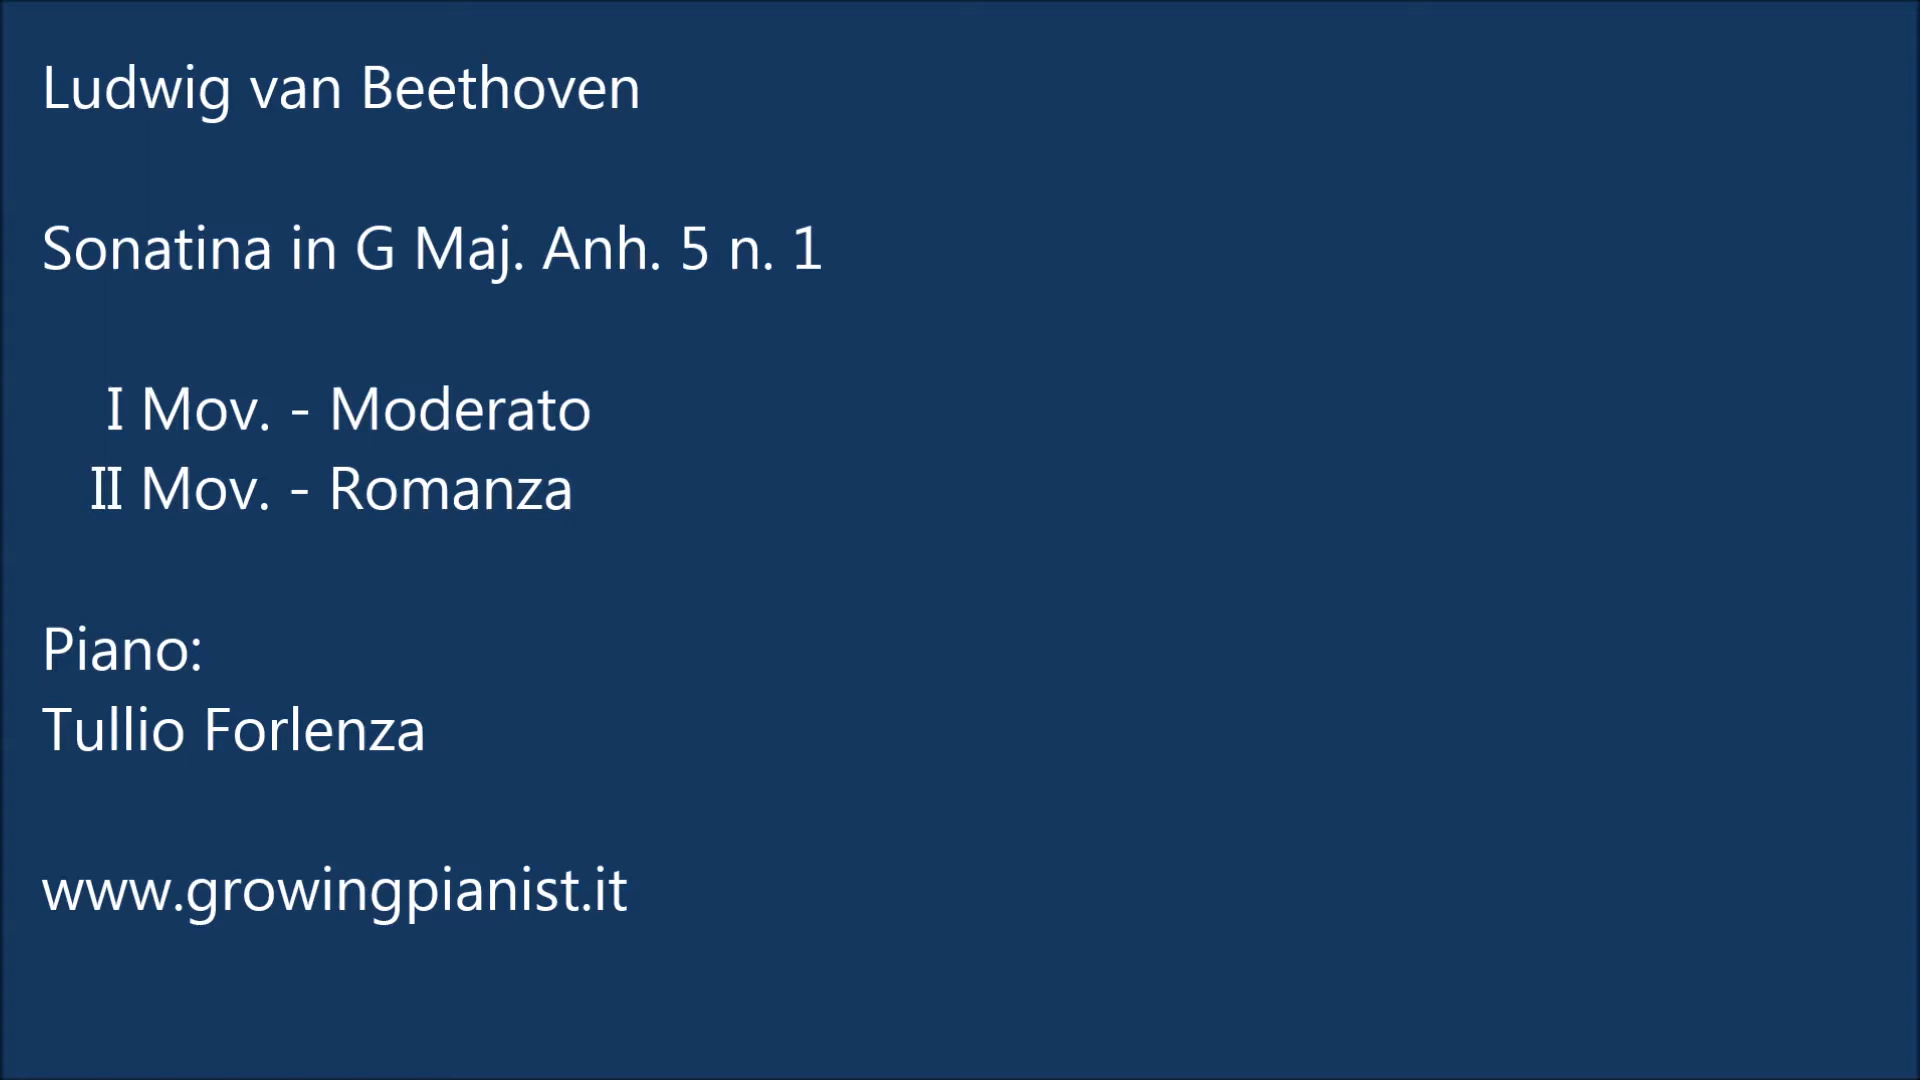 Ludwig van Beethoven
Sonatina in G Maj. Anh. 5 n. 1
I Mov. - Moderato
II Mov. - Romanza
Piano:
Tullio Forlenza
www.growingpianist.it